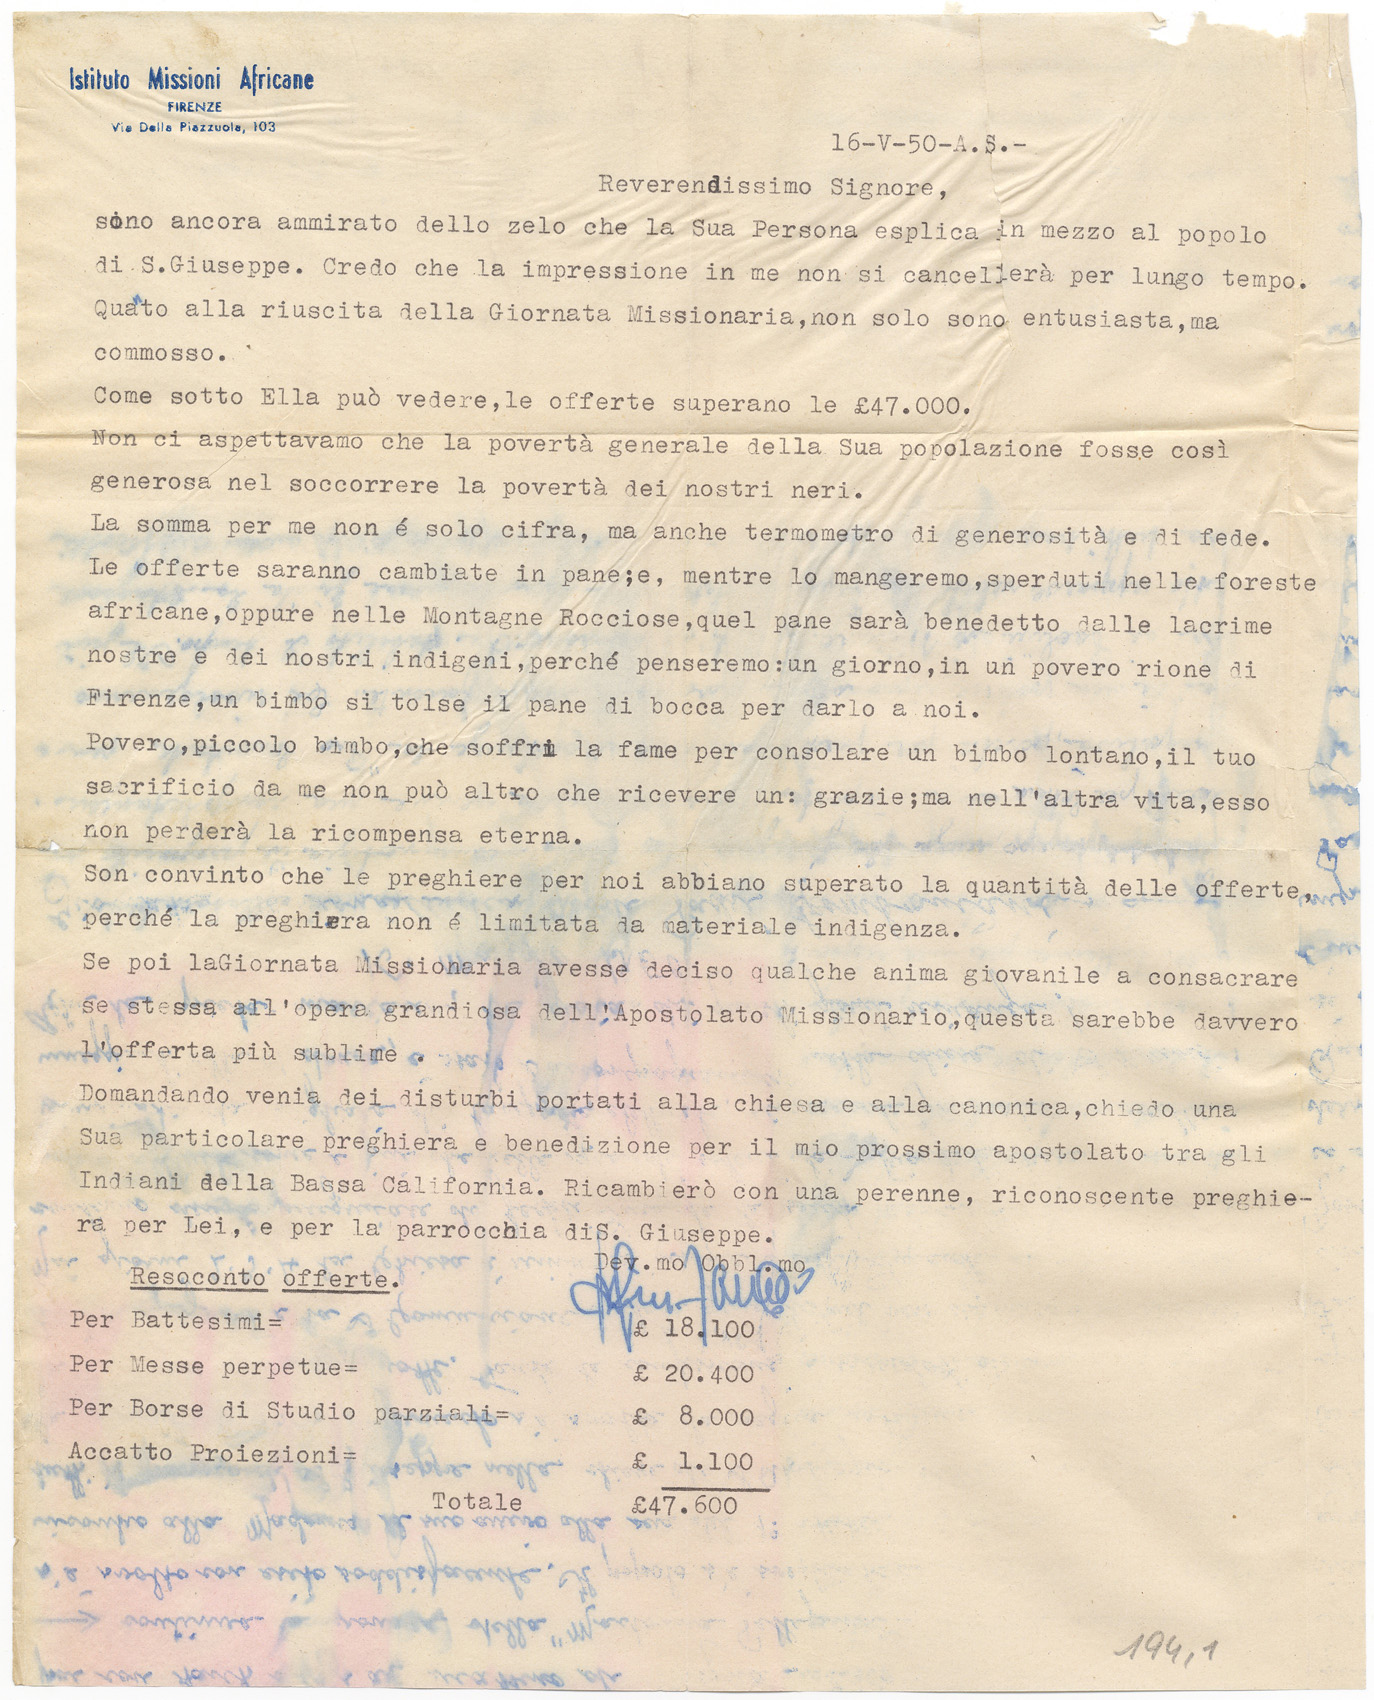 Istituto Missioni Africane
FIRENZE
Via Della Piazzuola, 103
16-V-50-A.S.-
Reverendissimo Signore,
sono ancora ammirato dello zelo che la Sua Persona esplica in mezzo al popolo
di S.Giuseppe. Credo che la impressione in me non si cancellerà per lungo tempo.
Quanto alla riuscita della Giornata Missionaria,non solo sono entusiasta,ma
commosso.
Come sotto Ella può vedere,le offerte superano le £47.000.
Non ci aspettavamo che la povertà generale della Sua popolazione fosse così
generosa nel soccorrere la povertà dei nostri neri.
La somma per me non é solo cifra, ma anche termometro di generosità e di fede.
Le offerte saranno cambiate in pane;e, mentre lo mangeremo,sperduti nelle foreste
africane,oppure nelle Montagne Rocciose,quel pane sarà benedetto dalle lacrime
nostre e dei nostri indigeni,perché penseremo:un giorno,in un povero rione di
Firenze,un bimbo si tolse il pane di bocca per darlo a noi.
Povero,piccolo bimbo,che soffri la fame per consolare un bimbo lontano,il tuo
sacrificio da me non può altro che ricevere un: grazie;ma nell'altra vita,esso
non perderà la ricompensa eterna.
Son convinto che le preghiere per noi abbiano superato la quantità delle offerte,
perché la preghiera non é limitata da materiale indigenza.
Se poi laGiornata Missionaria avesse deciso qualche anima giovanile a consacrare
se stessa all'opera grandiosa dell'Apostolato Missionario,questa sarebbe davvero
l'offerta più sublime .
Domandando venia dei disturbi portati alla chiesa e alla canonica,chiedo una
Sua particolare preghiera e benedizione per il mio prossimo apostolato tra gli
Indiani della Bassa California. Ricambierò con una perenne, riconoscente preghie-
ra per Lei, e per la parrocchia diS. Giuseppe.
Dev.mo Obbl.mo
Resoconto offerte.
Per Battesimi= £ 18.100
Per Messe perpetue= £ 20.400
Per Borse di Studio parziali= £ 8.000
Accatto Proiezioni= £ 1.100
Totale £47.600
194,1